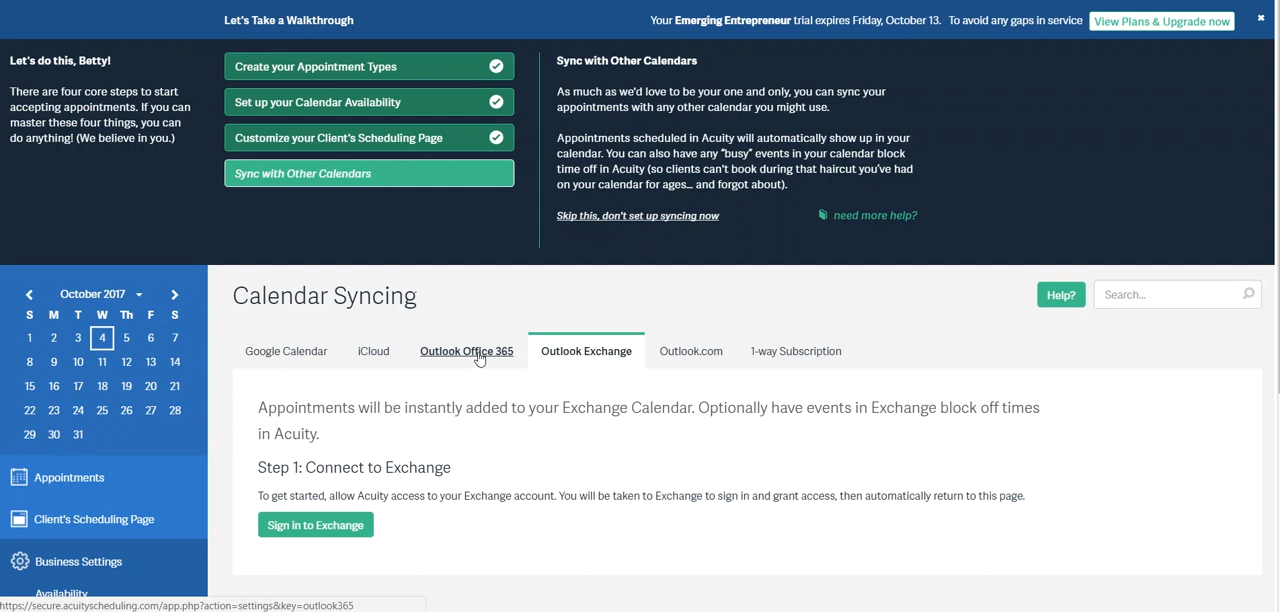 Let's Take a Walkthrough
Your Emerging Entrepreneur trial expires Friday, October 13. To avoid any gaps in service
View Plans & Upgrade now
Let's do this, Betty!
There are four core steps to start
accepting appointments. If you can
master these four things, you can
do anything! (We believe in you.)
Create your Appointment Types
Set up your Calendar Availability
Customize your Client's Scheduling Page
Sync with Other Calendars
Sync with Other Calendars
As much as we'd love to be your one and only, you can sync your
appointments with any other calendar you might use.
Appointments scheduled in Acuity will automatically show up in your
calendar. You can also have any "busy" events in your calendar block
time off in Acuity (so clients can't book during that haircut you've had
on your calendar for ages... and forgot about).
Skip this, don't set up syncing now
need more help?
October 2017
S M T W Th F S
1 2 3 4 5 6 7
8 9 10 11 12 13 14
15 16 17 18 19 20 21
22 23 24 25 26 27 28
29 30 31
Appointments
Client's Scheduling Page
Business Settings
Availability
Calendar Syncing
Help?
Search...
Google Calendar
iCloud
Outlook Office 365
Outlook Exchange
Outlook.com
1-way Subscription
Appointments will be instantly added to your Exchange Calendar. Optionally have events in Exchange block off times
in Acuity.
Step 1: Connect to Exchange
To get started, allow Acuity access to your Exchange account. You will be taken to Exchange to sign in and grant access, then automatically return to this page.
Sign in to Exchange
https://secure.acuityscheduling.com/app.php?action=settings&key=outlook365